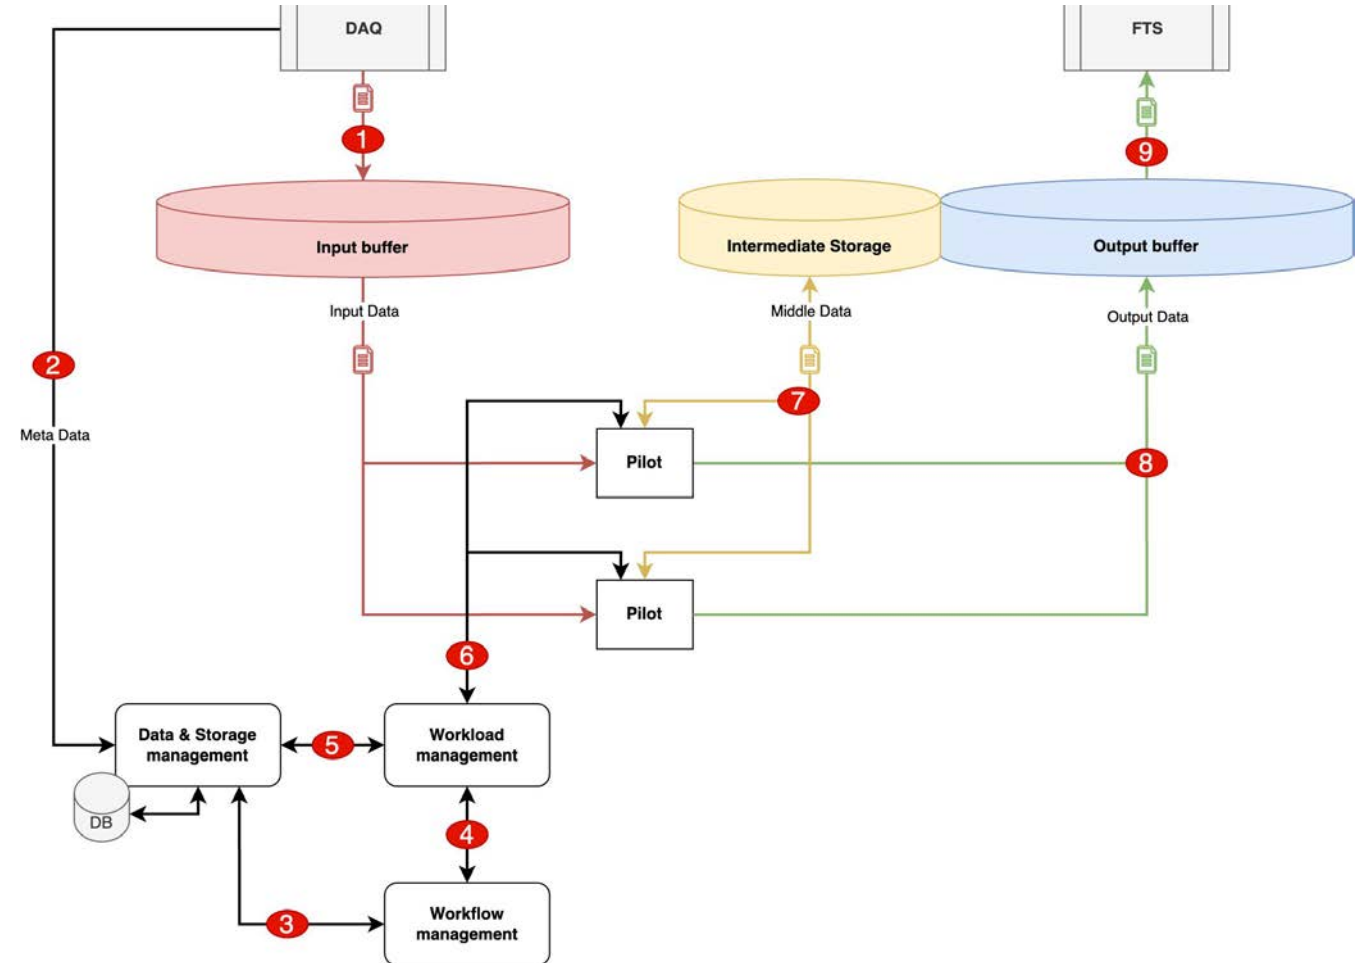 DAQ
FTS
1
9
Input buffer
Intermediate Storage
Output buffer
Input Data
Middle Data
Output Data
2
7
Meta Data
Pilot
8
Pilot
6
Data & Storage
management
5
Workload
management
DB
4
3
Workflow
management